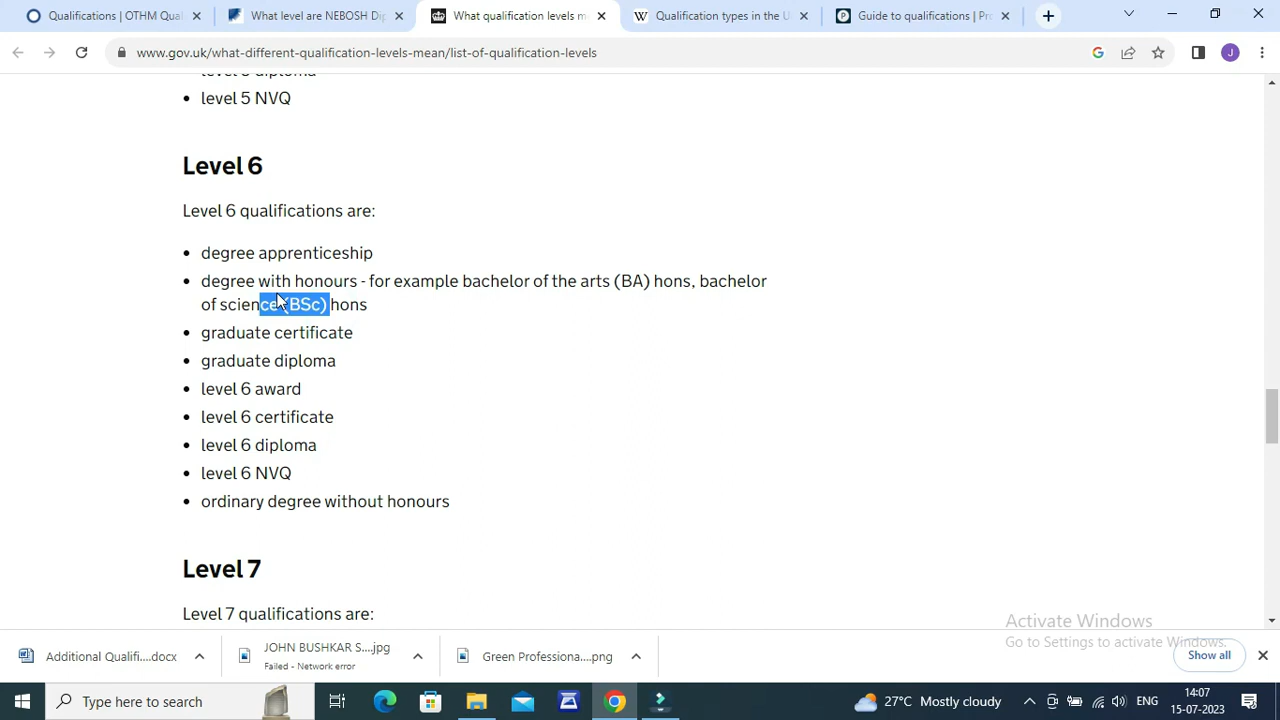 Qualifications | OTHM Qual
What level are NEBOSH Dip
What qualification levels m
Qualification types in the U
Guide to qualifications | Pro
www.gov.uk/what-different-qualification-levels-mean/list-of-qualification-levels
J
level 5 diploma
• level 5 NVQ
Level 6
Level 6 qualifications are:
• degree apprenticeship
• degree with honours - for example bachelor of the arts (BA) hons, bachelor
of science (BSc) hons
• graduate certificate
• graduate diploma
• level 6 award
• level 6 certificate
• level 6 diploma
• level 6 NVQ
• ordinary degree without honours
Level 7
Level 7 qualifications are:
Activate Windows
Go to Settings to activate Windows.
Additional Qualifi....docx
JOHN BUSHKAR S....jpg
Failed - Network error
Green Professiona....png
Show all
Type here to search
27°C Mostly cloudy
ENG
14:07
15-07-2023